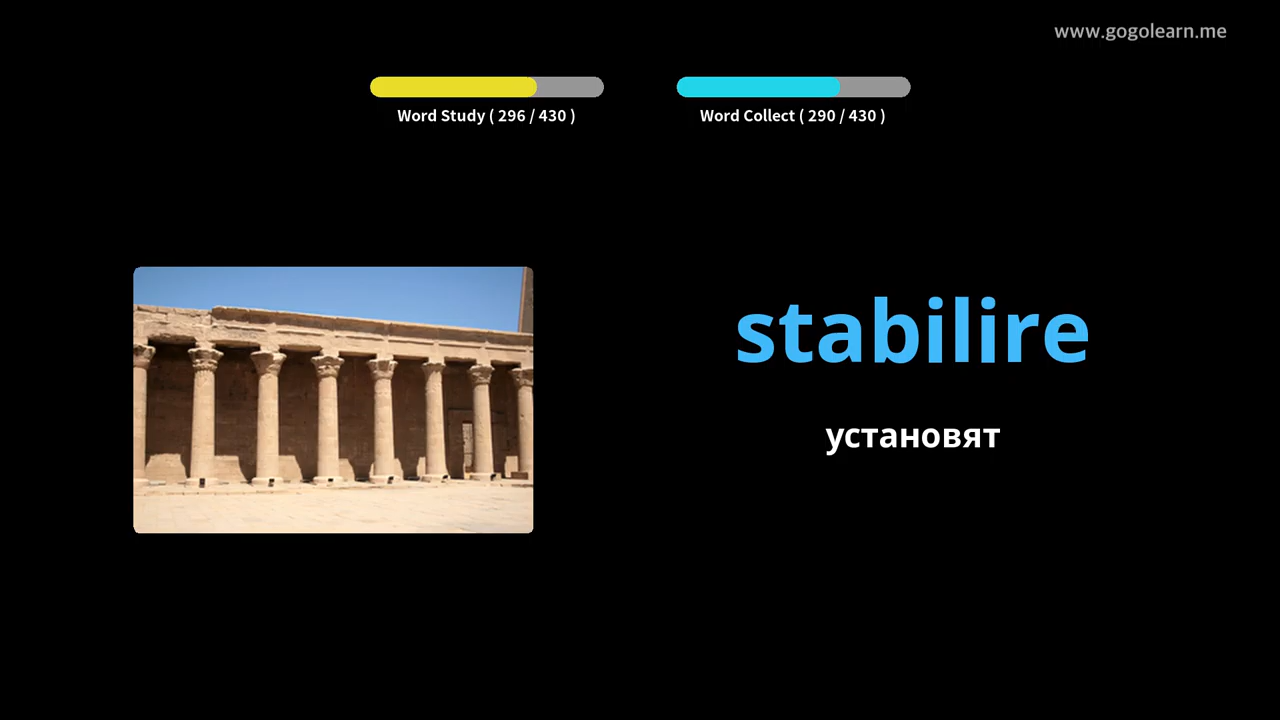 www.gogolearn.me
Word Study ( 296 / 430 )
Word Collect ( 290 / 430 )
stabilire
установят